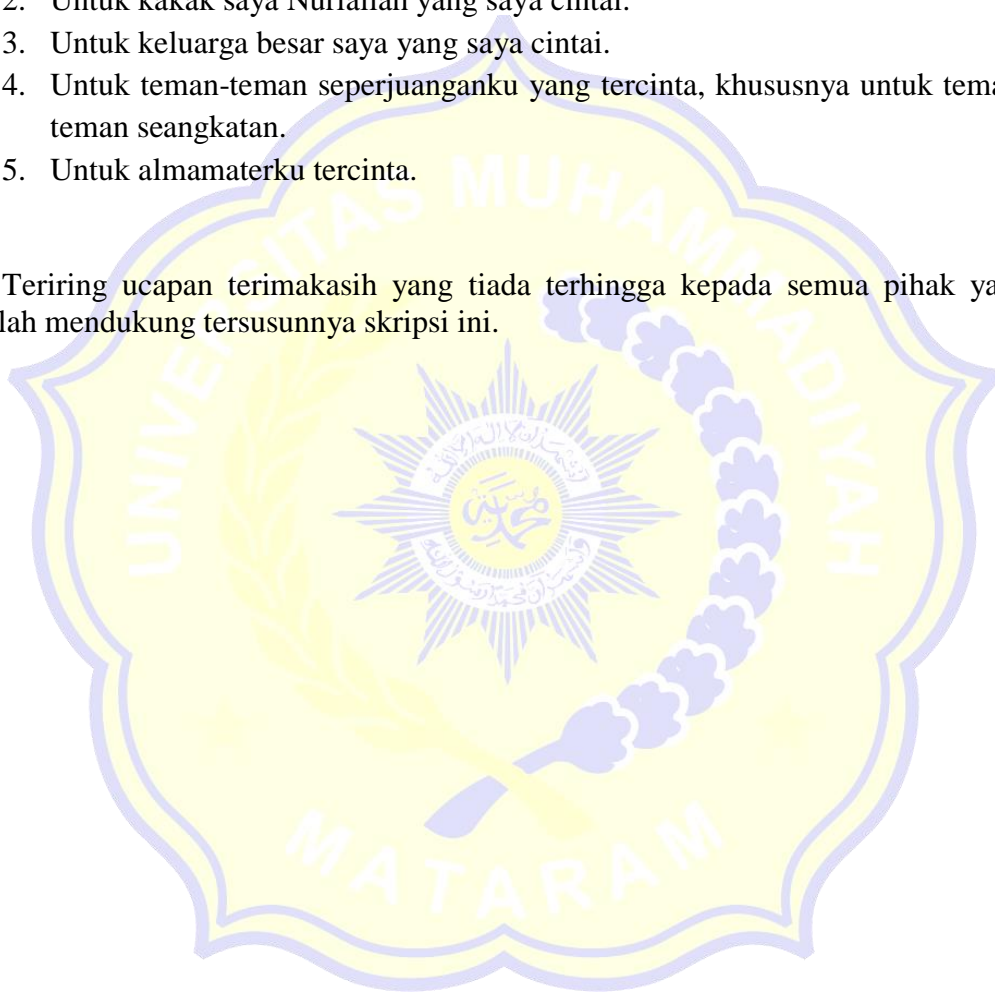 2. Untuk kakak saya yang saya cintai.
3. Untuk keluarga besar saya yang saya cintai.
4. Untuk teman-teman seperjuanganku yang tercinta, khususnya untuk tema
teman seangkatan.
5. Untuk almamaterku tercinta.
UNIVERSITAS MUHAMMADIYAH
Teriring ucapan terimakasih yang tiada terhingga kepada semua pihak ya
lah mendukung tersusunnya skripsi ini.
MATARAM